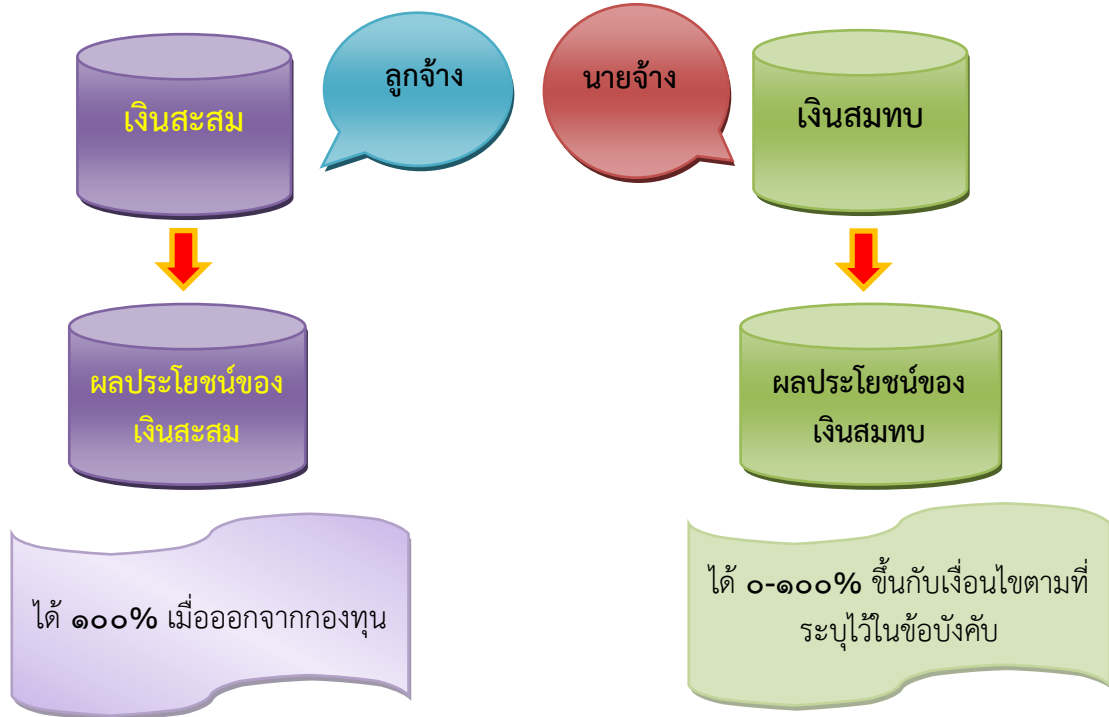 เงินสะสม
ลูกจ้าง
นายจ้าง
เงินสมทบ
ผลประโยชน์ของ
เงินสะสม
ผลประโยชน์ของ
เงินสมทบ
ได้ ๑๐๐% เมื่อออกจากกองทุน
ได้ ๐-๑๐๐% ขึ้นกับเงื่อนไขตามที่
ระบุไว้ในข้อบังคับ